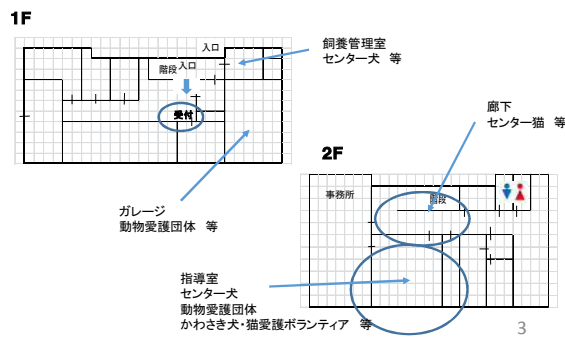 1F
入口
飼養管理室
センター犬　等
階段
入口
受付
廊下
センター猫　等
2F
事務所
階段
ガレージ
動物愛護団体　等
指導室
センター犬
動物愛護団体
かわさき犬・猫愛護ボランティア　等
3